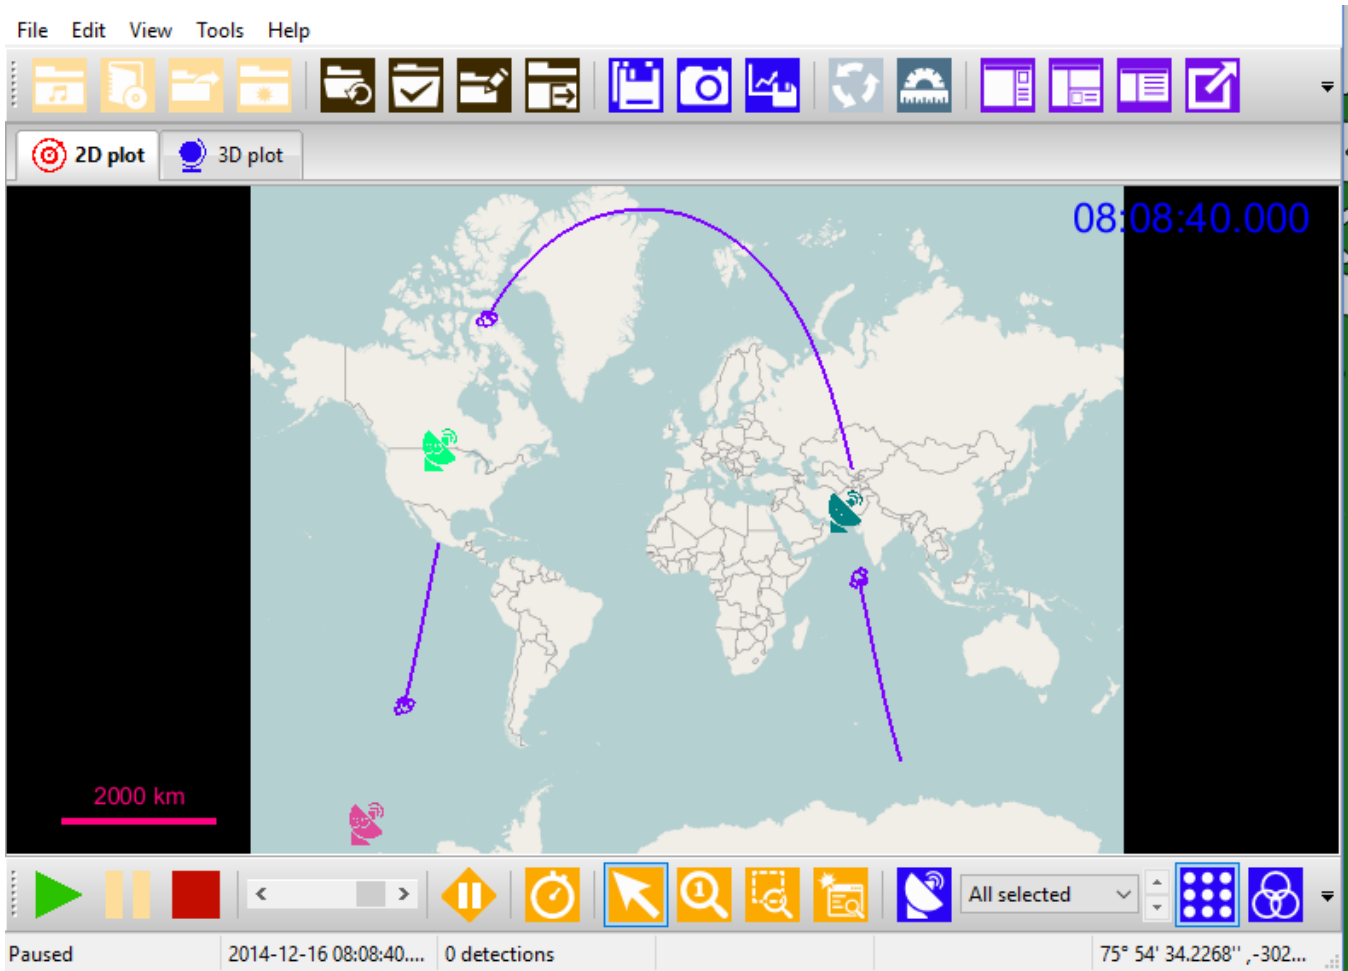 File Edit View Tools Help
2D plot 3D plot
08:08:40.000
2000 km
1
All selected
Paused 2014-12-16 08:08:40.... 0 detections 75° 54' 34.2268'' ,-302...